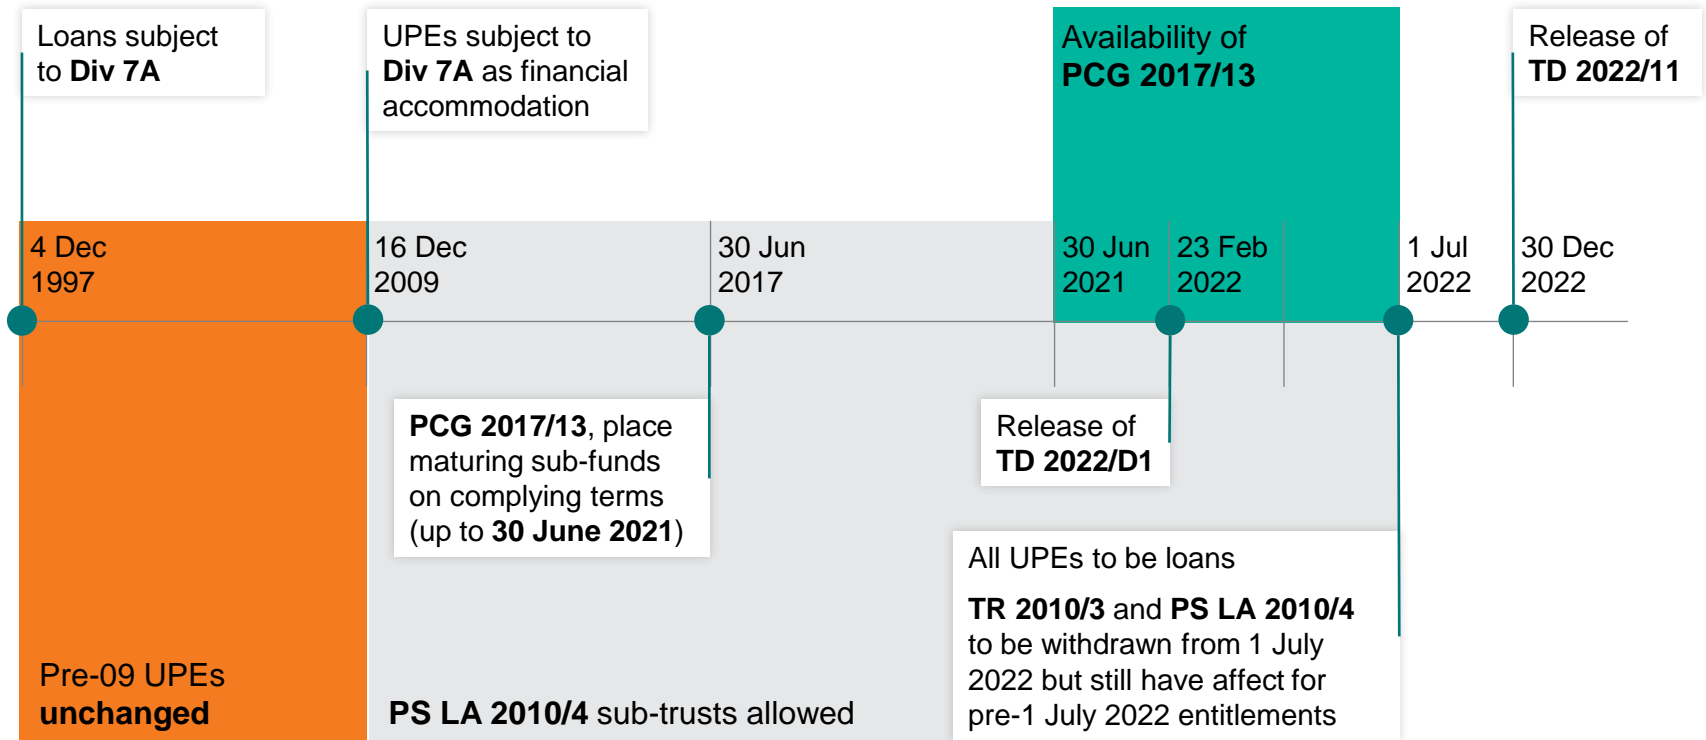 Loans subject
to Div 7A
UPEs subject to
Div 7A as financial
accommodation
Availability of
PCG 2017/13
Release of
TD 2022/11
4 Dec
1997
16 Dec
2009
30 Jun
2017
30 Jun
2021
23 Feb
2022
1 Jul
2022
30 Dec
2022
PCG 2017/13, place
maturing sub-funds
on complying terms
(up to 30 June 2021)
Release of
TD 2022/D1
All UPEs to be loans
TR 2010/3 and PS LA 2010/4
to be withdrawn from 1 July
2022 but still have affect for
pre-1 July 2022 entitlements
Pre-09 UPEs
unchanged
PS LA 2010/4 sub-trusts allowed